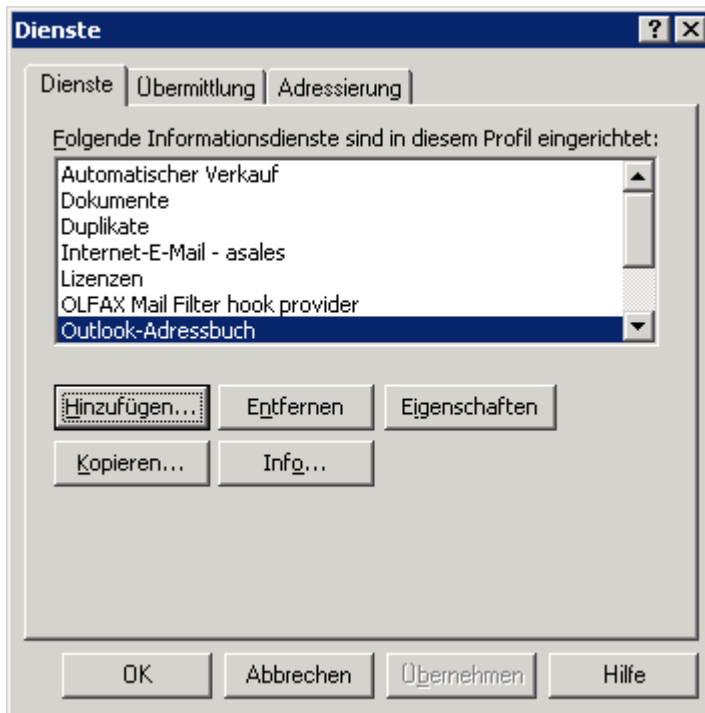 Dienste
Dienste Übermittlung Adressierung
Folgende Informationsdienste sind in diesem Profil eingerichtet:
Automatischer Verkauf
Dokumente
Duplikate
Internet-E-Mail - asales
Lizenzen
OLFAX Mail Filter hook provider
Outlook-Adressbuch
Hinzufügen... Entfernen Eigenschaften
Kopieren... Info...
OK Abbrechen Übernehmen Hilfe